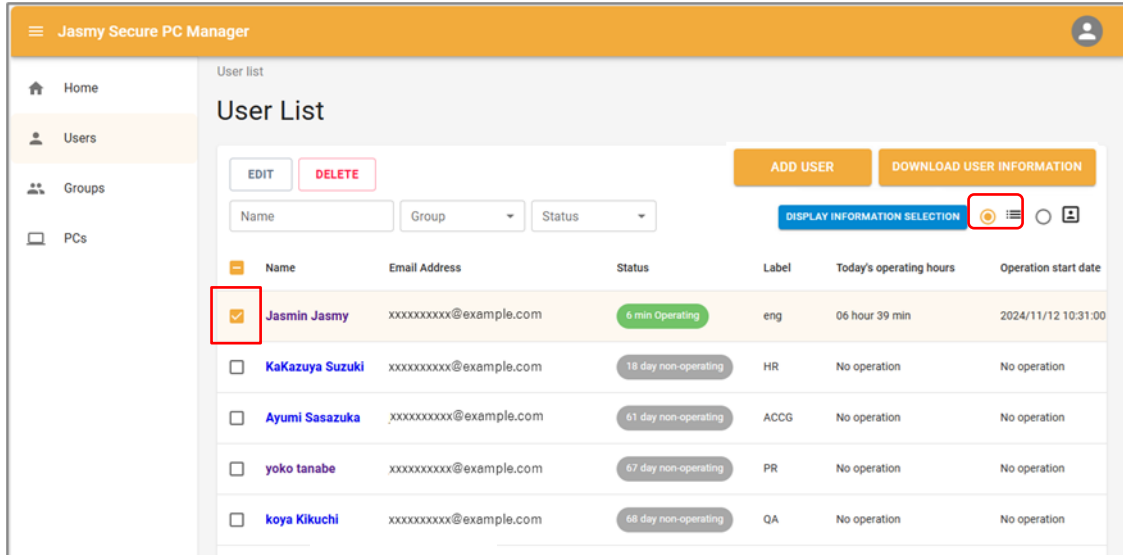 Jasmy Secure PC Manager
Home
Users
Groups
PCs
User list
User List
EDIT DELETE ADD USER DOWNLOAD USER INFORMATION
Name Group Status DISPLAY INFORMATION SELECTION
Name Email Address Status Label Today's operating hours Operation start date
Jasmin Jasmy xxxxxxxxxx@example.com 6 min Operating eng 06 hour 39 min 2024/11/12 10:31:00
KaKazuya Suzuki xxxxxxxxxx@example.com 18 day non-operating HR No operation No operation
Ayumi Sasazuka xxxxxxxxxx@example.com 61 day non-operating ACCG No operation No operation
yoko tanabe xxxxxxxxxx@example.com 67 day non-operating PR No operation No operation
koya Kikuchi xxxxxxxxxx@example.com 68 day non-operating QA No operation No operation